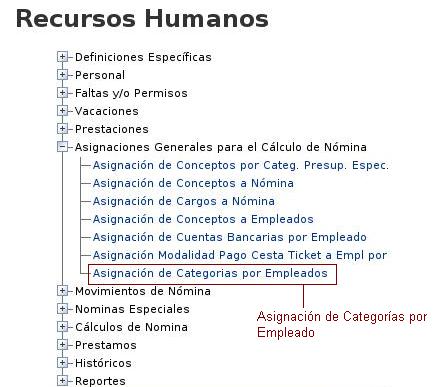 Recursos Humanos
Definiciones Específicas
Personal
Faltas y/o Permisos
Vacaciones
Prestaciones
Asignaciones Generales para el Cálculo de Nómina
Asignación de Conceptos por Categ. Presup. Espec.
Asignación de Conceptos a Nómina
Asignación de Cargos a Nómina
Asignación de Conceptos a Empleados
Asignación de Cuentas Bancarias por Empleado
Asignación Modalidad Pago Cesta Ticket a Empl por
Asignación de Categorias por Empleados
Movimientos de Nómina
Nominas Especiales
Cálculos de Nomina
Prestamos
Históricos
Reportes
Asignación de Categorías por
Empleado